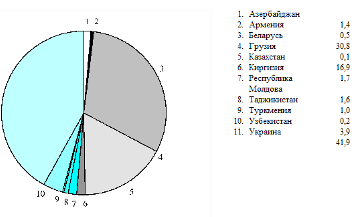 1. Азербайджан
2. Армения 1,4
3. Беларусь 0,5
4. Грузия 30,8
5. Казахстан 0,1
6. Киргизия 16,9
7. Республика 1,7
Молдова
8. Таджикистан 1,6
9. Туркмения 1,0
10. Узбекистан 0,2
11. Украина 3,9
41,9
1
2
3
4
5
6
7
8
9
10